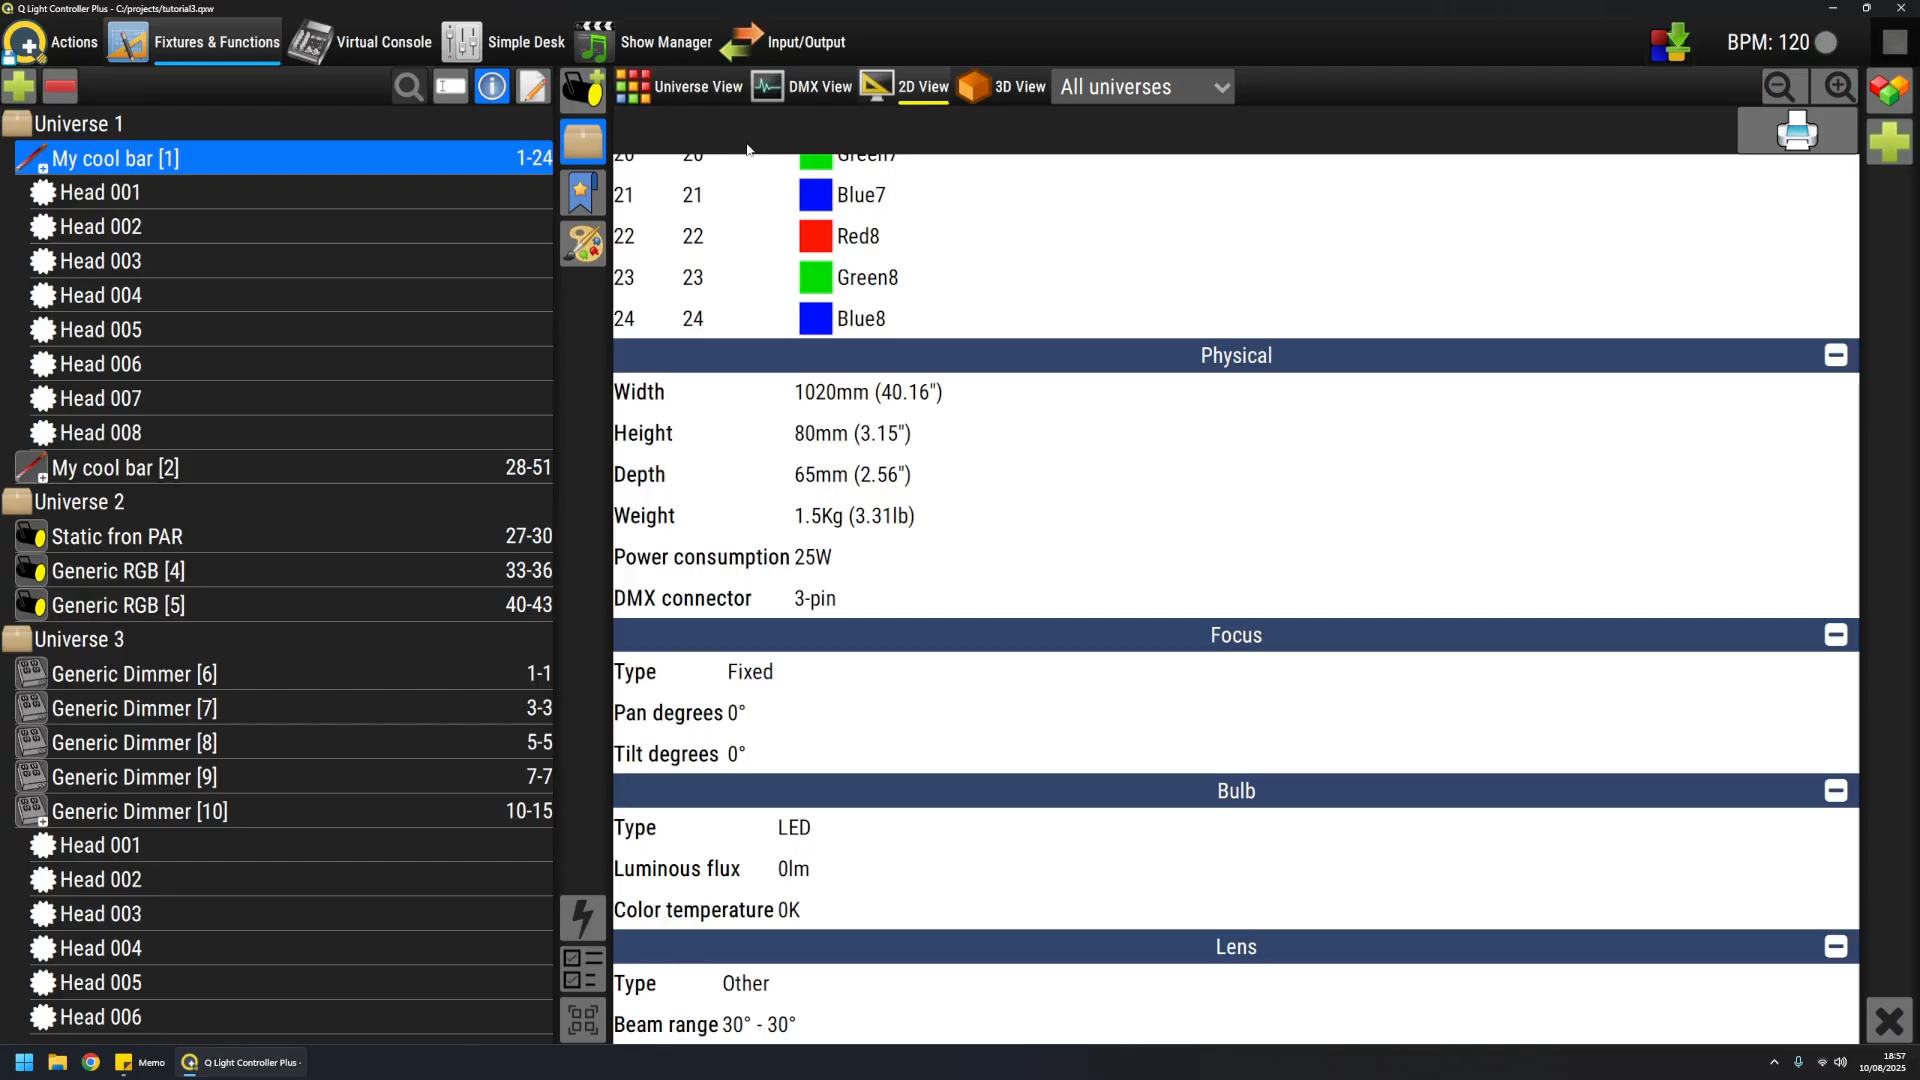 Q Light Controller Plus - C:/projects/tutorial3.qxw
Actions Fixtures & Functions Virtual Console Simple Desk Show Manager Input/Output BPM: 120
Universe View DMX View 2D View 3D View All universes
Universe 1
My cool bar [1] 1-24
Head 001
Head 002
Head 003
Head 004
Head 005
Head 006
Head 007
Head 008
My cool bar [2] 28-51
Universe 2
Static fron PAR 27-30
Generic RGB [4] 33-36
Generic RGB [5] 40-43
Universe 3
Generic Dimmer [6] 1-1
Generic Dimmer [7] 3-3
Generic Dimmer [8] 5-5
Generic Dimmer [9] 7-7
Generic Dimmer [10] 10-15
Head 001
Head 002
Head 003
Head 004
Head 005
Head 006
20 20 Green7
21 21 Blue7
22 22 Red8
23 23 Green8
24 24 Blue8
Physical
Width 1020mm (40.16")
Height 80mm (3.15")
Depth 65mm (2.56")
Weight 1.5Kg (3.31lb)
Power consumption 25W
DMX connector 3-pin
Focus
Type Fixed
Pan degrees 0°
Tilt degrees 0°
Bulb
Type LED
Luminous flux 0lm
Color temperature 0K
Lens
Type Other
Beam range 30° - 30°
Memo Q Light Controller Plus - 18:57
10/08/2025